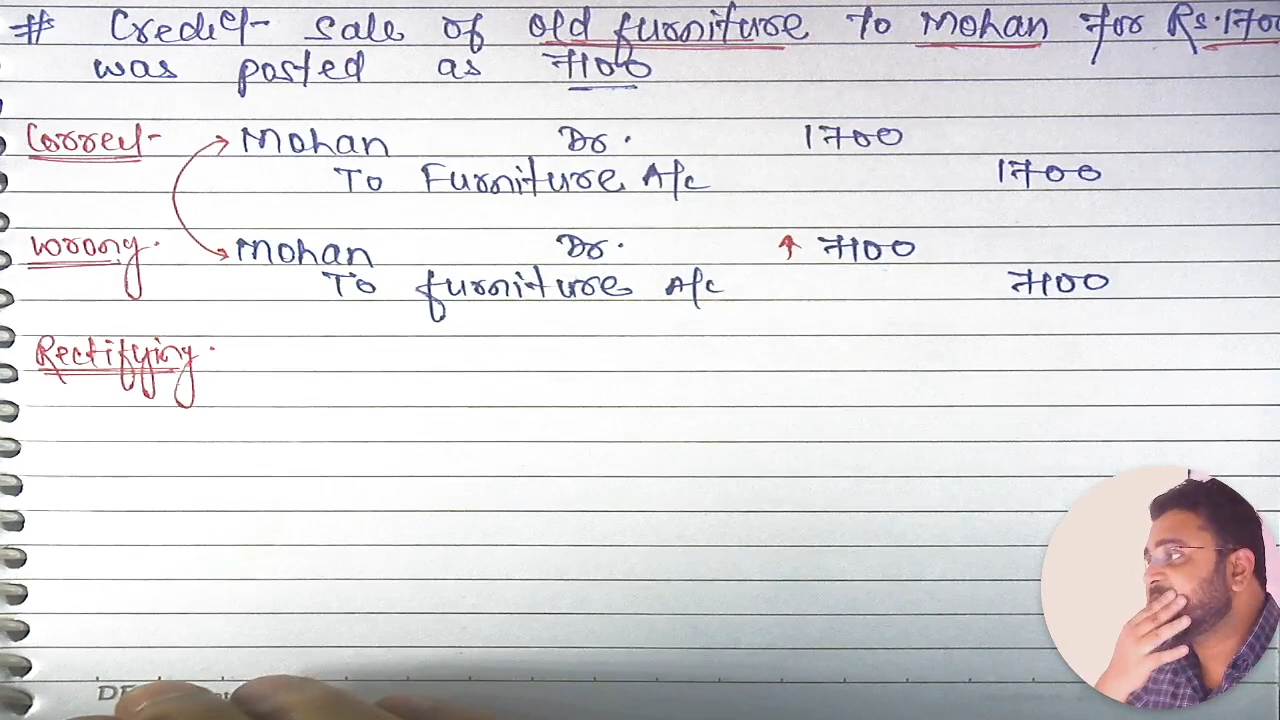 # Credit sale of old furniture to Mohan for Rs. 1700
was posted as 7100
Correct- Mohan Dr. 1700
To Furniture A/c 1700
Wrong. Mohan Dr. ↑ 7100
To furniture A/c 7100
Rectifying.